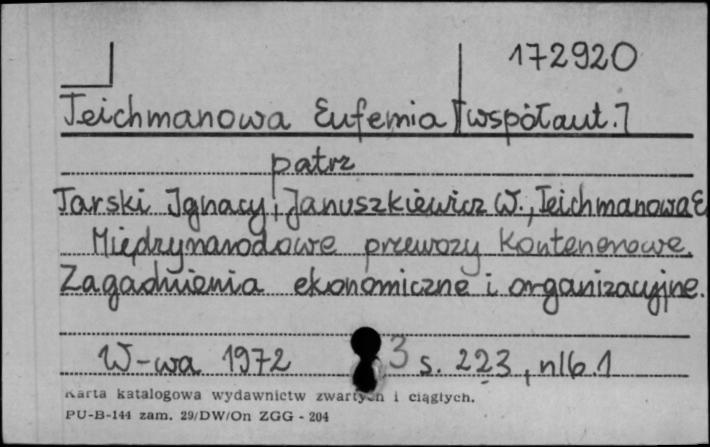 172920
Teichmanowa Eufemia [współaut.]
patrz
Tarski Ignacy i Januszkiewicz W., Teichmanowa E
Międzynarodowe przewozy kontenerowe.
Zagadnienia ekonomiczne i organizacyjne.
W-wa 1972 3 s. 223, nlb. 1
Karta katalogowa wydawnictw zwartych i ciągłych.
PU-B-144 zam. 29/DW/On ZGG - 204